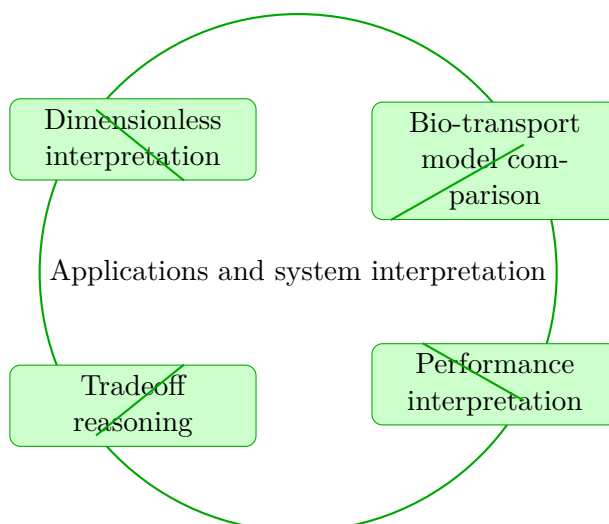 Dimensionless
interpretation
Bio-transport
model com-
parison
Applications and system interpretation
Tradeoff
reasoning
Performance
interpretation